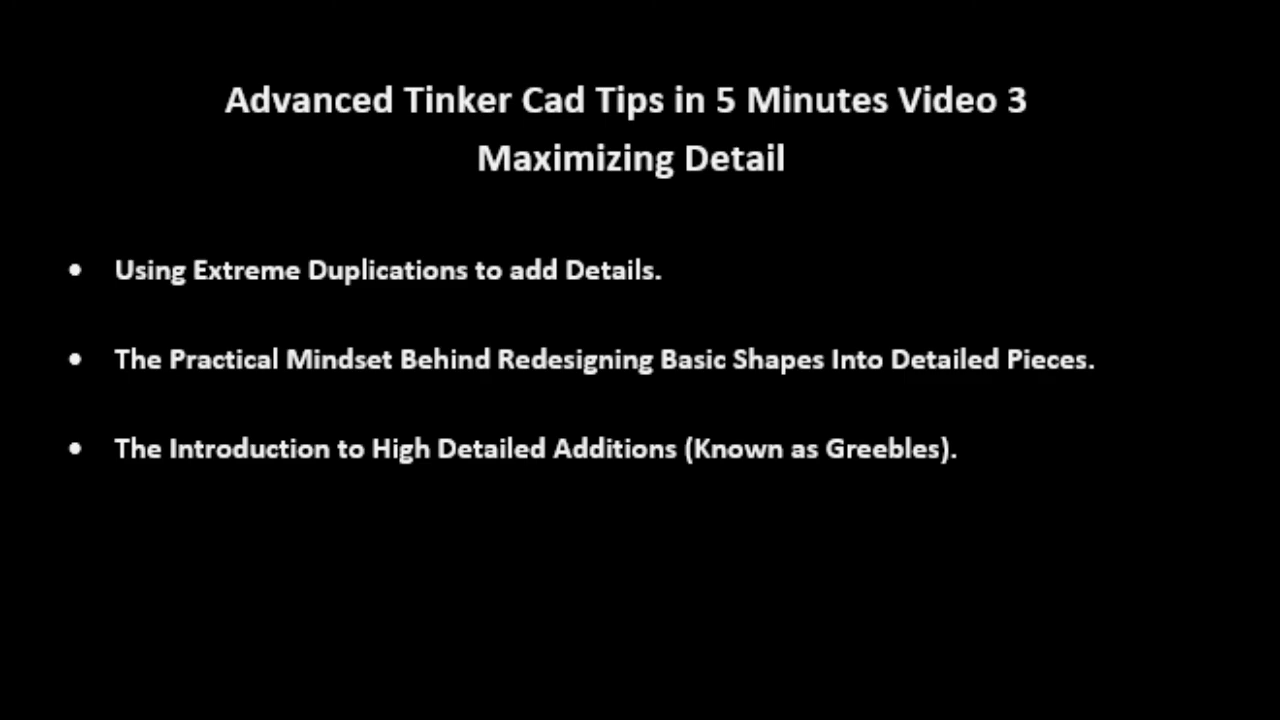 Advanced Tinker Cad Tips in 5 Minutes Video 3
Maximizing Detail
• Using Extreme Duplications to add Details.
• The Practical Mindset Behind Redesigning Basic Shapes Into Detailed Pieces.
• The Introduction to High Detailed Additions (Known as Greebles).